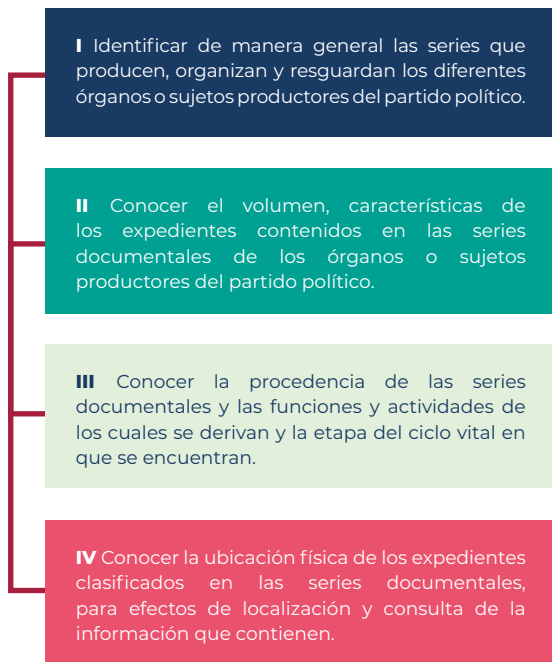 I Identificar de manera general las series que
producen, organizan y resguardan los diferentes
órganos o sujetos productores del partido político.
II Conocer el volumen, características de
los expedientes contenidos en las series
documentales de los órganos o sujetos
productores del partido político.
III Conocer la procedencia de las series
documentales y las funciones y actividades de
los cuales se derivan y la etapa del ciclo vital en
que se encuentran.
IV Conocer la ubicación física de los expedientes
clasificados en las series documentales,
para efectos de localización y consulta de la
información que contienen.